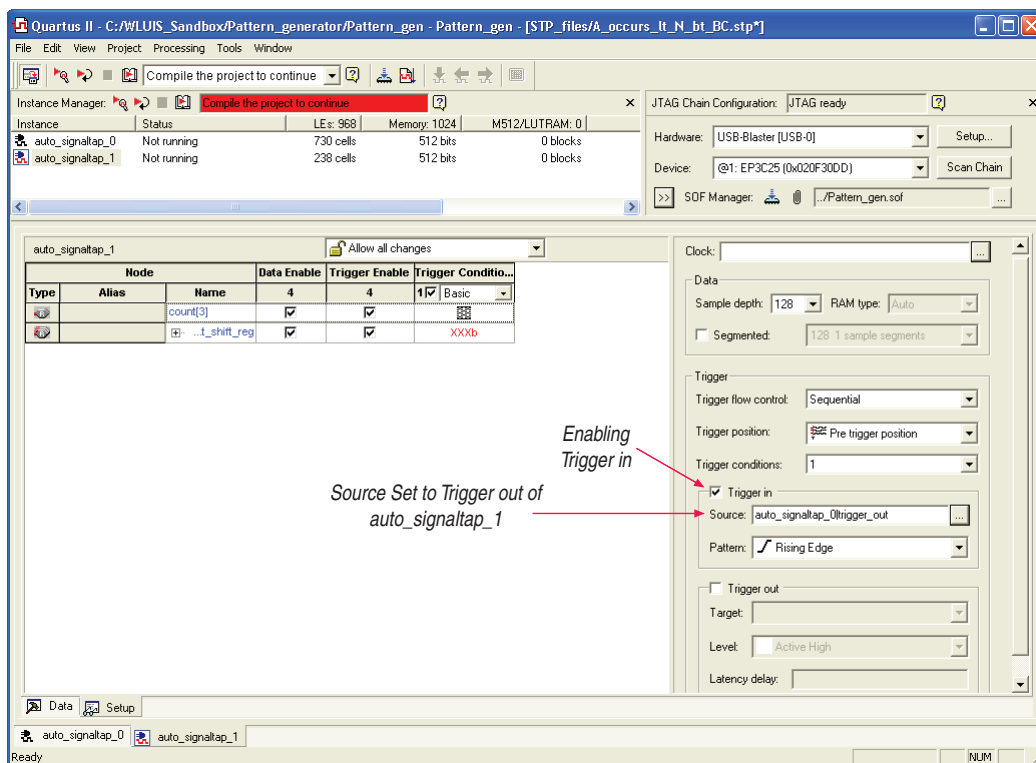 Quartus II - C:/WLUIS_Sandbox/Pattern_generator/Pattern_gen - Pattern_gen - [STP_files/A_occurs_lt_N_bt_BC.stp*]
File Edit View Project Processing Tools Window
Compile the project to continue
Instance Manager: Compile the project to continue
Instance Status LEs: 968 Memory: 1024 M512/LUTRAM: 0
auto_signaltap_0 Not running 730 cells 512 bits 0 blocks
auto_signaltap_1 Not running 238 cells 512 bits 0 blocks
JTAG Chain Configuration: JTAG ready
Hardware: USB-Blaster [USB-0] Setup...
Device: @1: EP3C25 (0x020F30DD) Scan Chain
>> SOF Manager: ../Pattern_gen.sof ...
auto_signaltap_1 Allow all changes
Node Data Enable Trigger Enable Trigger Conditio...
Type Alias Name 4 4 1 Basic
count[3]
...t_shift_reg XXXb
Clock: ...
Data
Sample depth: 128 RAM type: Auto
Segmented: 128 1 sample segments
Trigger
Trigger flow control: Sequential
Trigger position: Pre trigger position
Trigger conditions: 1
Trigger in
Source: auto_signaltap_0|trigger_out ...
Pattern: Rising Edge
Trigger out
Target:
Level: Active High
Latency delay:
Enabling
Trigger in
Source Set to Trigger out of
auto_signaltap_1
Data Setup
auto_signaltap_0 auto_signaltap_1
Ready NUM